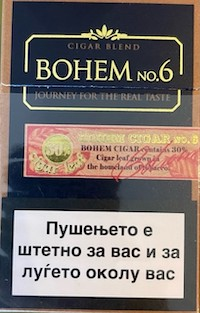 CIGAR BLEND
BOHEM NO.6
JOURNEY FOR THE REAL TASTE
BOHEM CIGAR NO.6
BOHEM CIGAR contains 30%
Cigar leaf grown in
the homeland of tobacco.
Пушењето е
штетно за вас и за
луѓето околу вас